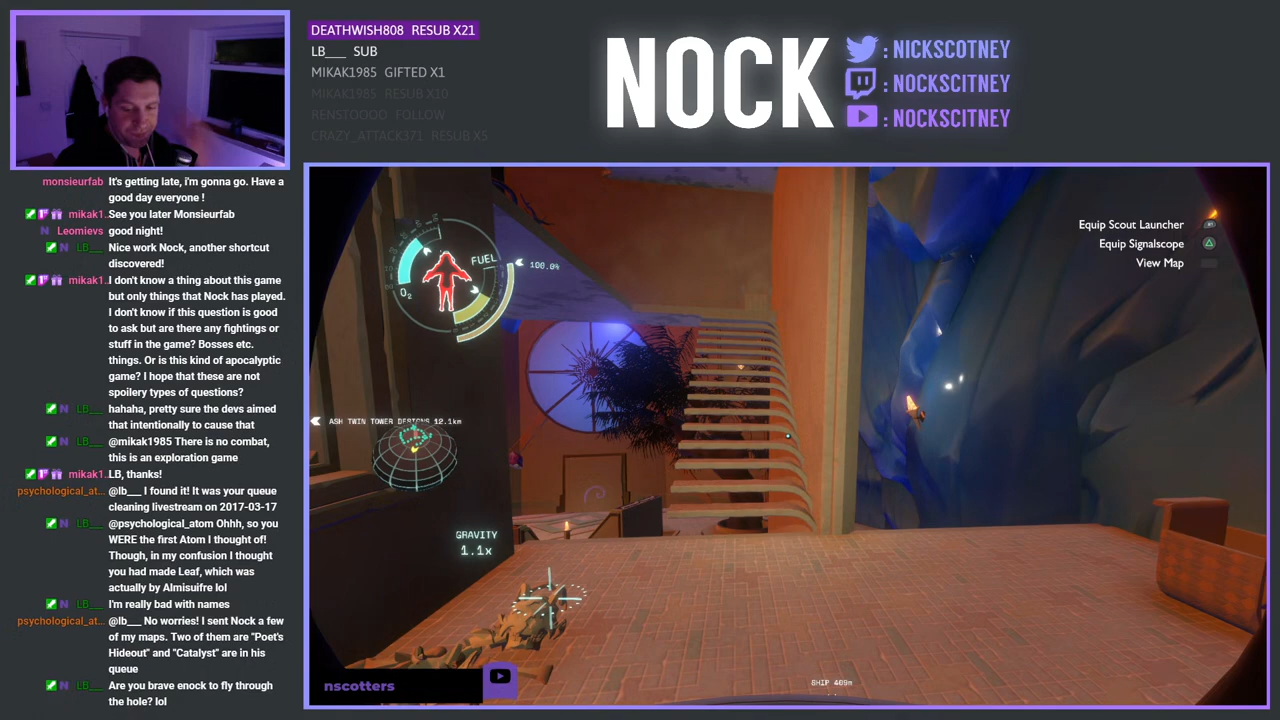 DEATHWISH808 RESUB X21
LB___ SUB
MIKAK1985 GIFTED X1
MIKAK1985 RESUB X10
RENSTOOOO FOLLOW
CRAZY_ATTACK371 RESUB X5
NOCK
: NICKSCOTNEY
: NOCKSCITNEY
: NOCKSCITNEY
monsieurfab It's getting late, i'm gonna go. Have a
good day everyone !
mikak1.. See you later Monsieurfab
N Leomievs good night!
N LB___ Nice work Nock, another shortcut
discovered!
mikak1.. I don't know a thing about this game
but only things that Nock has played.
I don't know if this question is good
to ask but are there any fightings or
stuff in the game? Bosses etc.
things. Or is this kind of apocalyptic
game? I hope that these are not
spoilery types of questions?
N LB___ hahaha, pretty sure the devs aimed
that intentionally to cause that
N LB___ @mikak1985 There is no combat,
this is an exploration game
mikak1.. LB, thanks!
psychological_at... @lb___ I found it! It was your queue
cleaning livestream on 2017-03-17
N LB___ @psychological_atom Ohhh, so you
WERE the first Atom I thought of!
Though, in my confusion I thought
you had made Leaf, which was
actually by Almisuifre lol
N LB___ I'm really bad with names
psychological_at... @lb___ No worries! I sent Nock a few
of my maps. Two of them are "Poet's
Hideout" and "Catalyst" are in his
queue
N LB___ Are you brave enock to fly through
the hole? lol
Equip Scout Launcher
Equip Signalscope
View Map
FUEL
100.0%
O₂
ASH TWIN TOWER DESIGNS 12.1km
GRAVITY
1.1x
SHIP 409m
nscotters